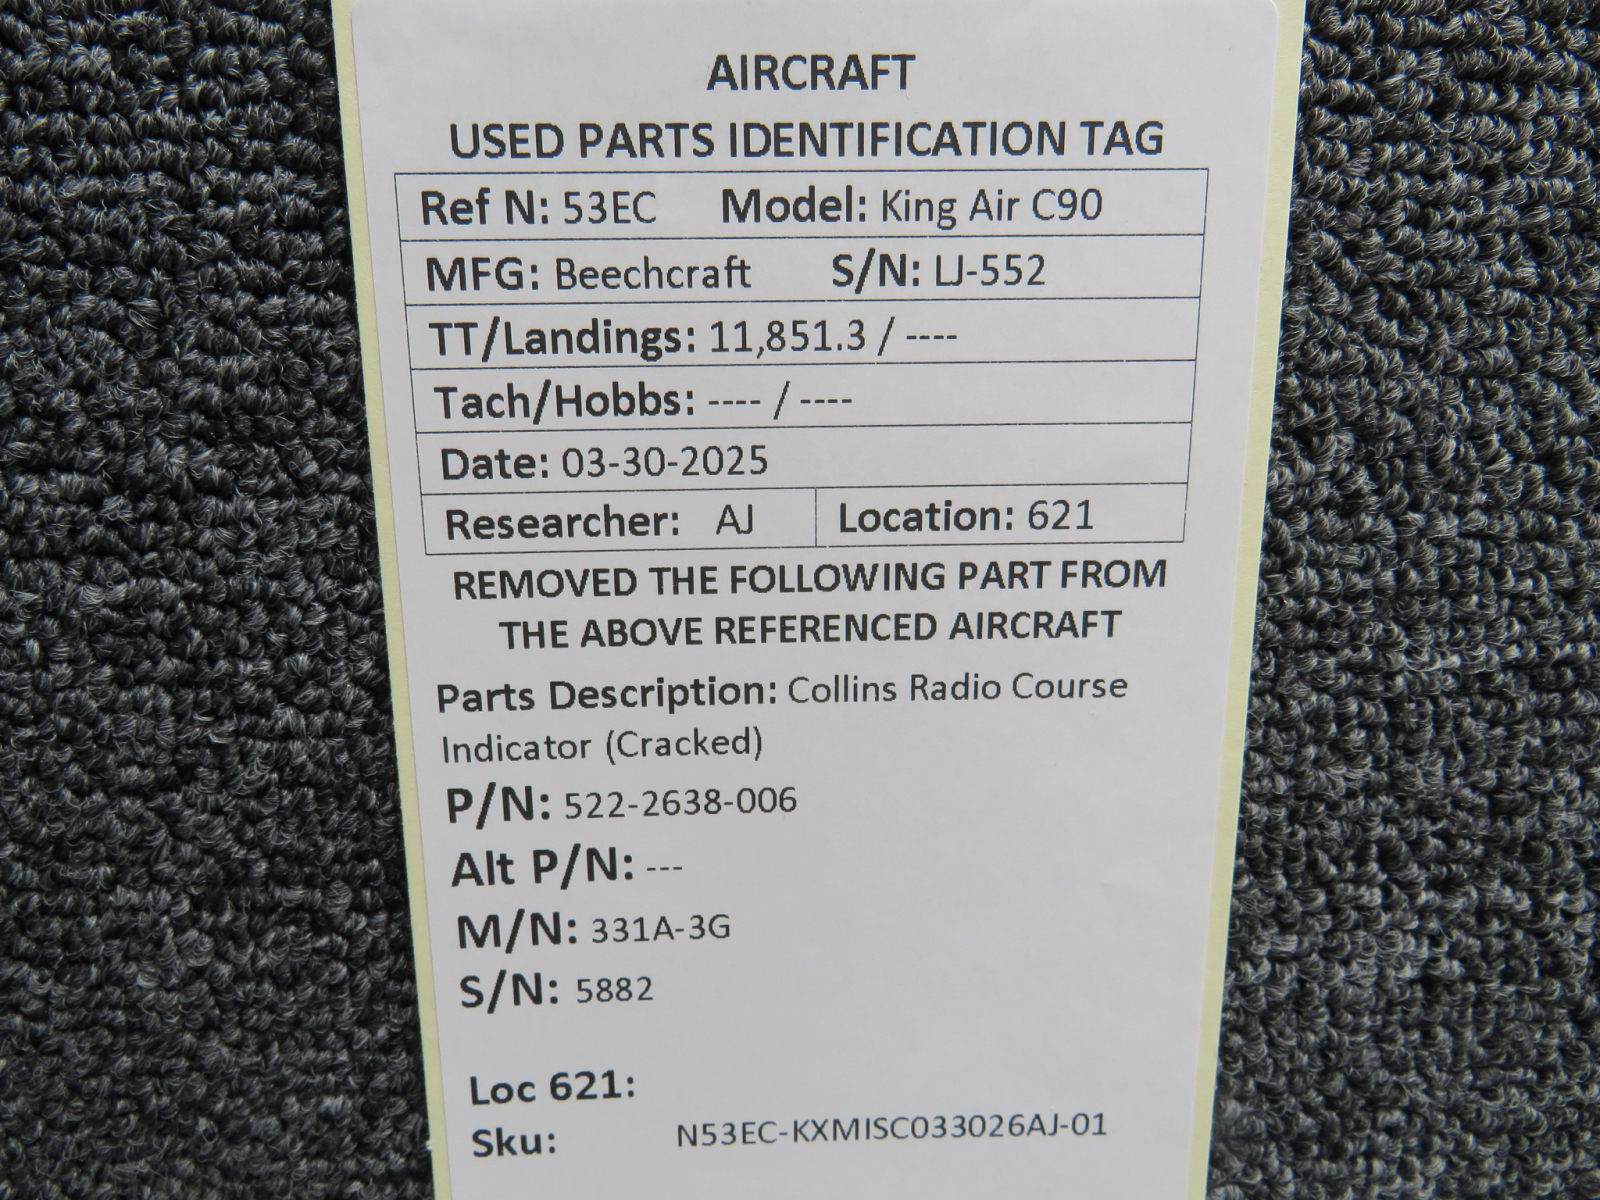 AIRCRAFT
USED PARTS IDENTIFICATION TAG
Ref N: 53EC Model: King Air C90
MFG: Beechcraft S/N: LJ-552
TT/Landings: 11,851.3 / ----
Tach/Hobbs: ---- / ----
Date: 03-30-2025
Researcher: AJ Location: 621
REMOVED THE FOLLOWING PART FROM
THE ABOVE REFERENCED AIRCRAFT
Parts Description: Collins Radio Course
Indicator (Cracked)
P/N: 522-2638-006
Alt P/N: ---
M/N: 331A-3G
S/N: 5882
Loc 621:
Sku: N53EC-KXMISC033026AJ-01